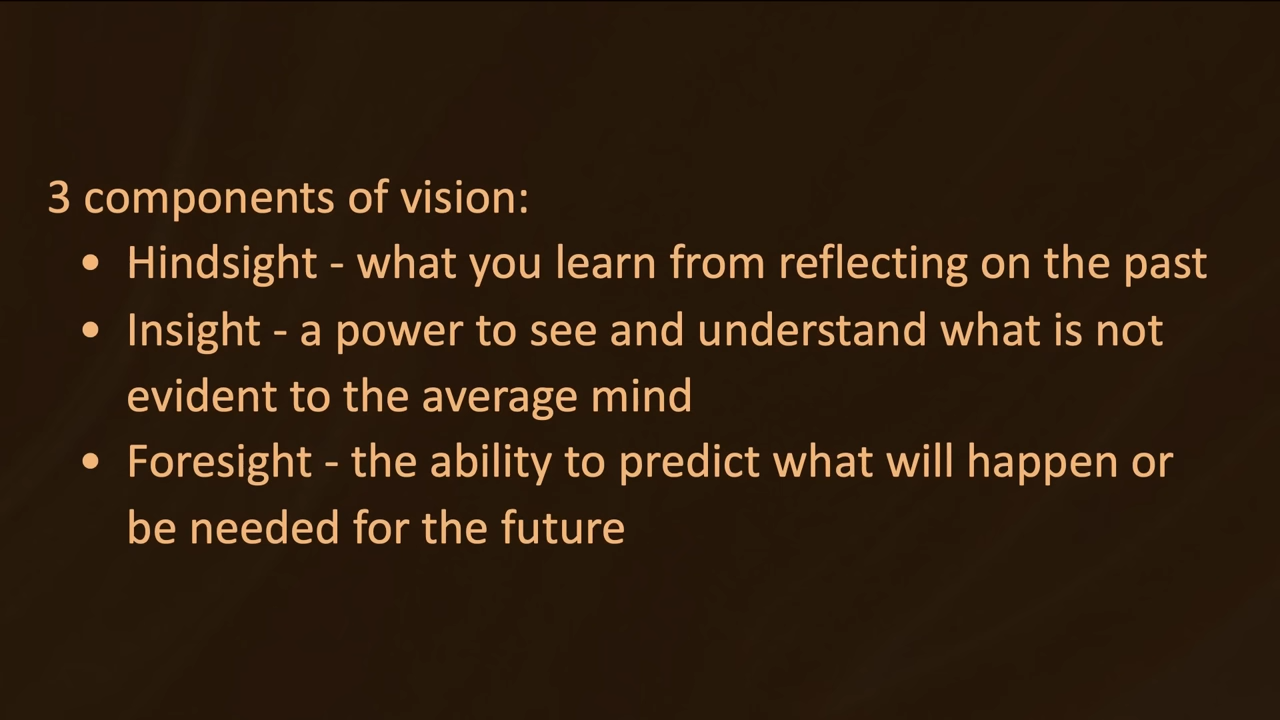 3 components of vision:
• Hindsight - what you learn from reflecting on the past
• Insight - a power to see and understand what is not
evident to the average mind
• Foresight - the ability to predict what will happen or
be needed for the future